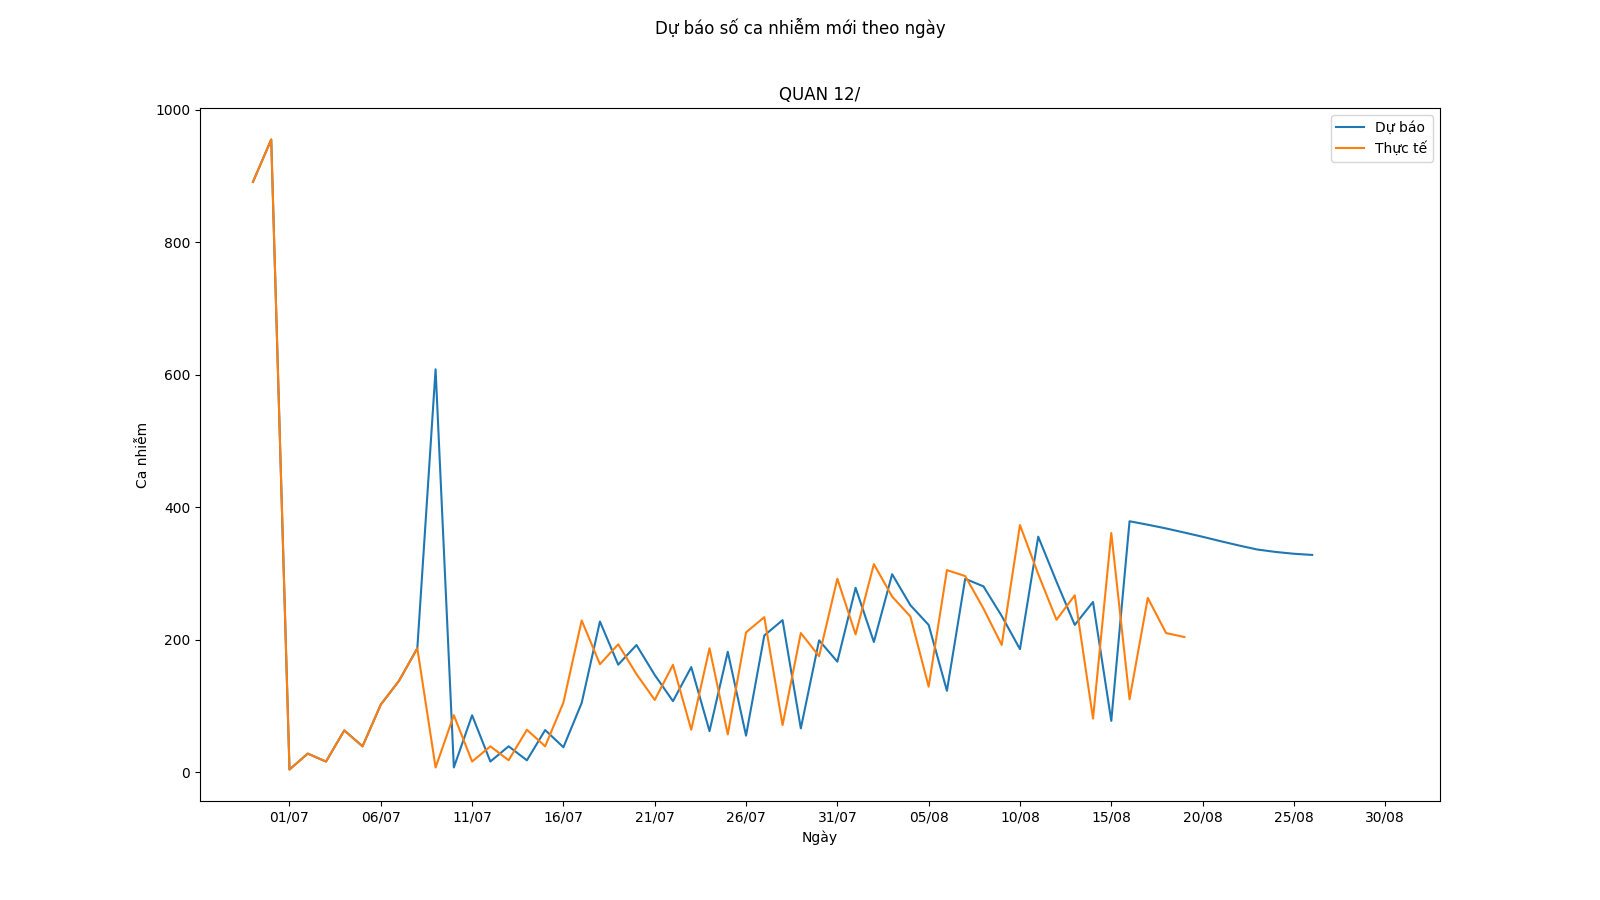 Dự báo số ca nhiễm mới theo ngày
QUAN 12/
1000
800
600
400
200
0
Ca nhiễm
Dự báo
Thực tế
01/07 06/07 11/07 16/07 21/07 26/07 31/07 05/08 10/08 15/08 20/08 25/08 30/08
Ngày